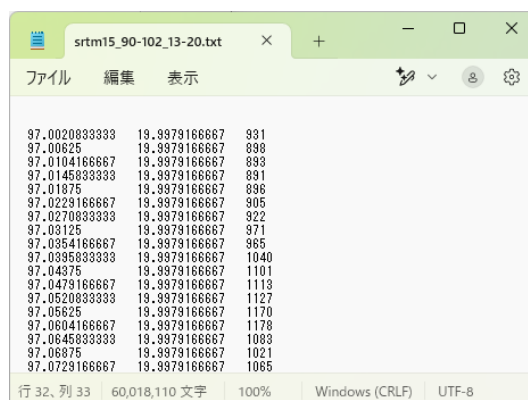 srtm15_90-102_13-20.txt
ファイル 編集 表示
97.0020833333 19.9979166667 931
97.00625 19.9979166667 898
97.0104166667 19.9979166667 893
97.0145833333 19.9979166667 891
97.01875 19.9979166667 896
97.0229166667 19.9979166667 905
97.0270833333 19.9979166667 922
97.03125 19.9979166667 971
97.0354166667 19.9979166667 965
97.0395833333 19.9979166667 1040
97.04375 19.9979166667 1101
97.0479166667 19.9979166667 1113
97.0520833333 19.9979166667 1127
97.05625 19.9979166667 1170
97.0604166667 19.9979166667 1178
97.0645833333 19.9979166667 1083
97.06875 19.9979166667 1021
97.0729166667 19.9979166667 1065
行 32、列 33 60,018,110 文字 100% Windows (CRLF) UTF-8